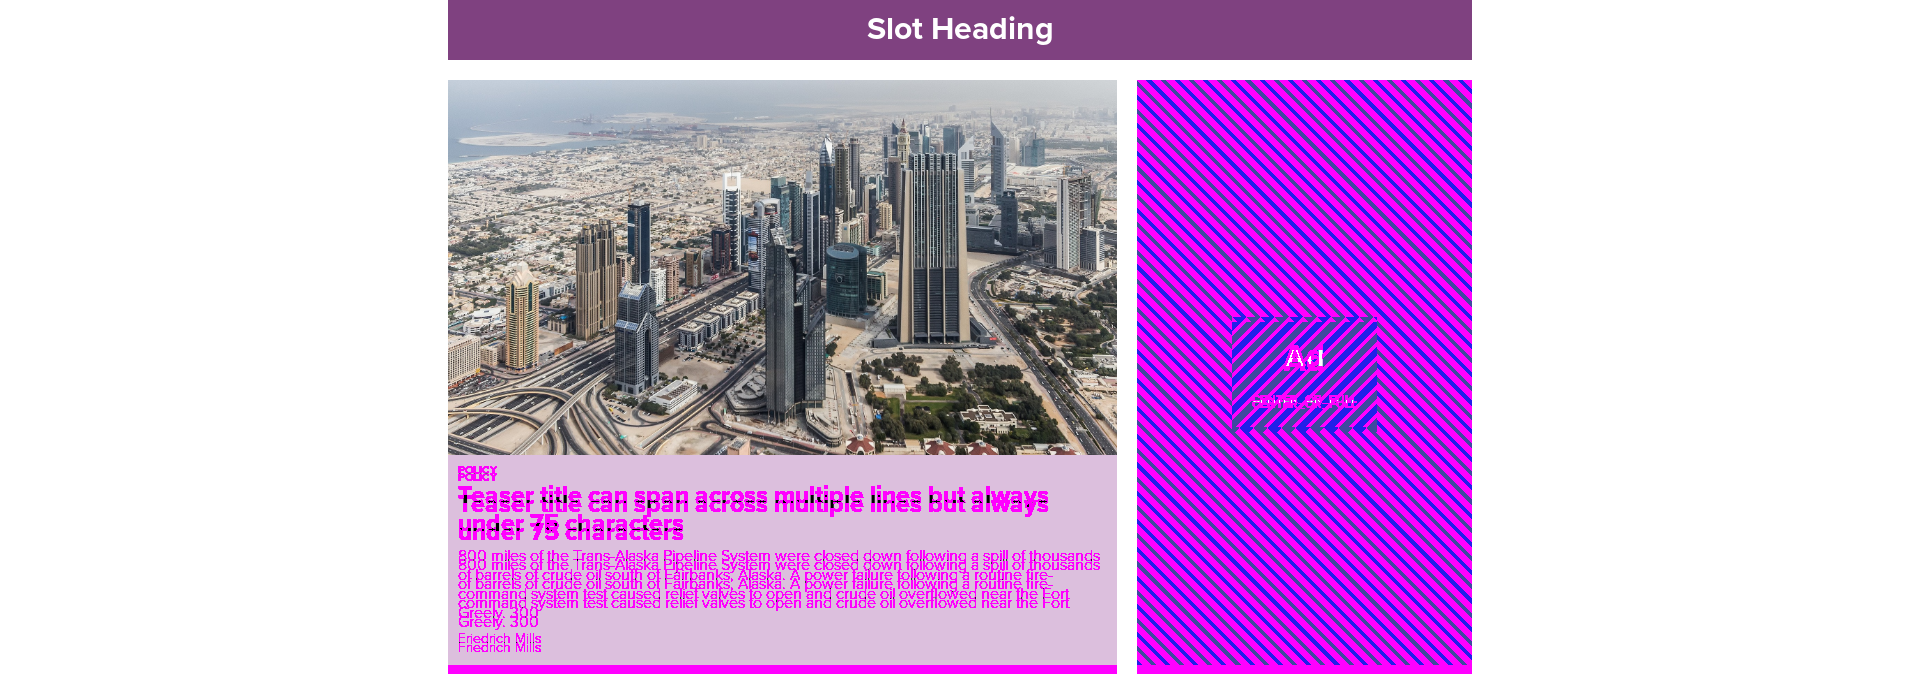 Slot Heading
POLICY
Teaser title can span across multiple lines but always
under 75 characters
800 miles of the Trans-Alaska Pipeline System were closed down following a spill of thousands
of barrels of crude oil south of Fairbanks, Alaska. A power failure following a routine fire-
command system test caused relief valves to open and crude oil overflowed near the Fort
Greely. 300
Friedrich Mills
Ad